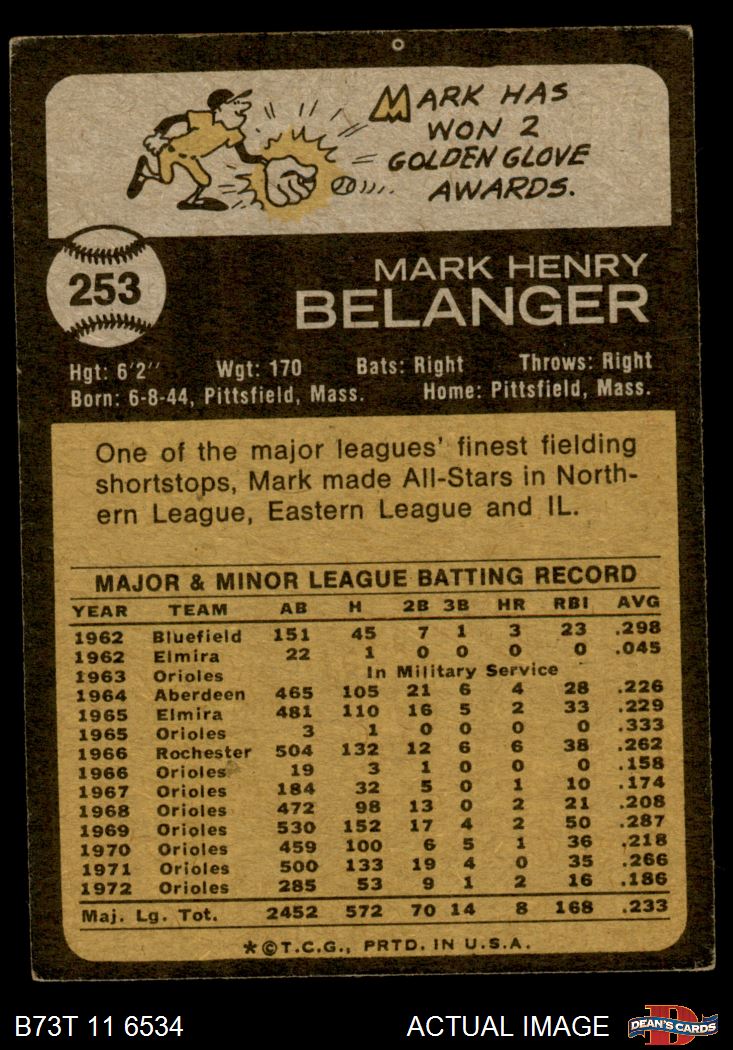 MARK HAS
WON 2
GOLDEN GLOVE
AWARDS.
253
MARK HENRY
BELANGER
Hgt: 6'2" Wgt: 170 Bats: Right Throws: Right
Born: 6-8-44, Pittsfield, Mass. Home: Pittsfield, Mass.
One of the major leagues' finest fielding
shortstops, Mark made All-Stars in North-
ern League, Eastern League and IL.
MAJOR & MINOR LEAGUE BATTING RECORD
YEAR TEAM AB H 2B 3B HR RBI AVG
1962 Bluefield 151 45 7 1 3 23 .298
1962 Elmira 22 1 0 0 0 0 .045
1963 Orioles In Military Service
1964 Aberdeen 465 105 21 6 4 28 .226
1965 Elmira 481 110 16 5 2 33 .229
1965 Orioles 3 1 0 0 0 0 .333
1966 Rochester 504 132 12 6 6 38 .262
1966 Orioles 19 3 1 0 0 0 .158
1967 Orioles 184 32 5 0 1 10 .174
1968 Orioles 472 98 13 0 2 21 .208
1969 Orioles 530 152 17 4 2 50 .287
1970 Orioles 459 100 6 5 1 36 .218
1971 Orioles 500 133 19 4 0 35 .266
1972 Orioles 285 53 9 1 2 16 .186
Maj. Lg. Tot. 2452 572 70 14 8 168 .233
*©T.C.G., PRTD. IN U.S.A.
B73T 11 6534 ACTUAL IMAGE D DEAN'S CARDS